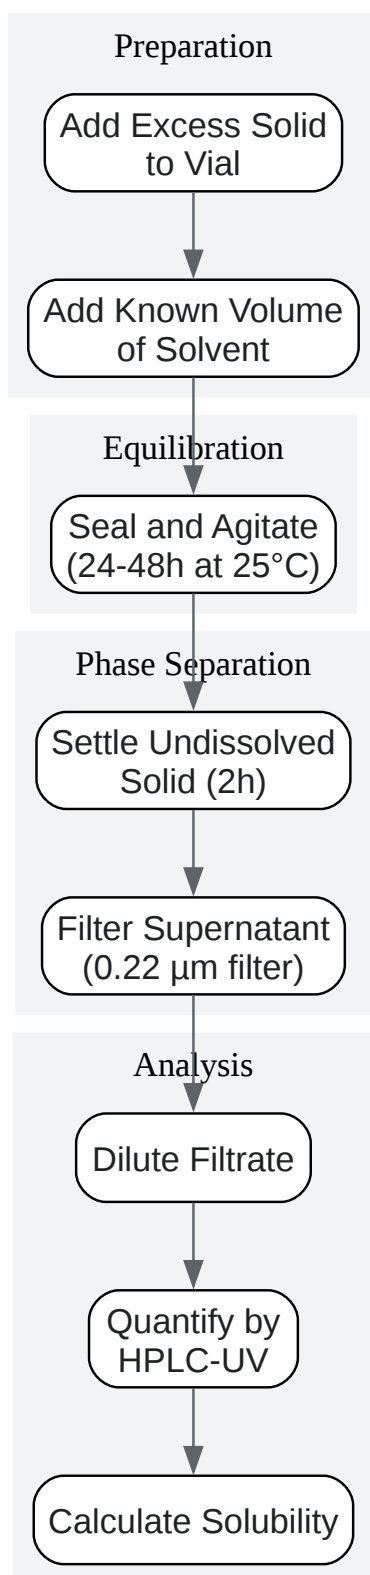 Preparation
Add Excess Solid
to Vial
Add Known Volume
of Solvent
Equilibration
Seal and Agitate
(24-48h at 25°C)
Phase Separation
Settle Undissolved
Solid (2h)
Filter Supernatant
(0.22 µm filter)
Analysis
Dilute Filtrate
Quantify by
HPLC-UV
Calculate Solubility